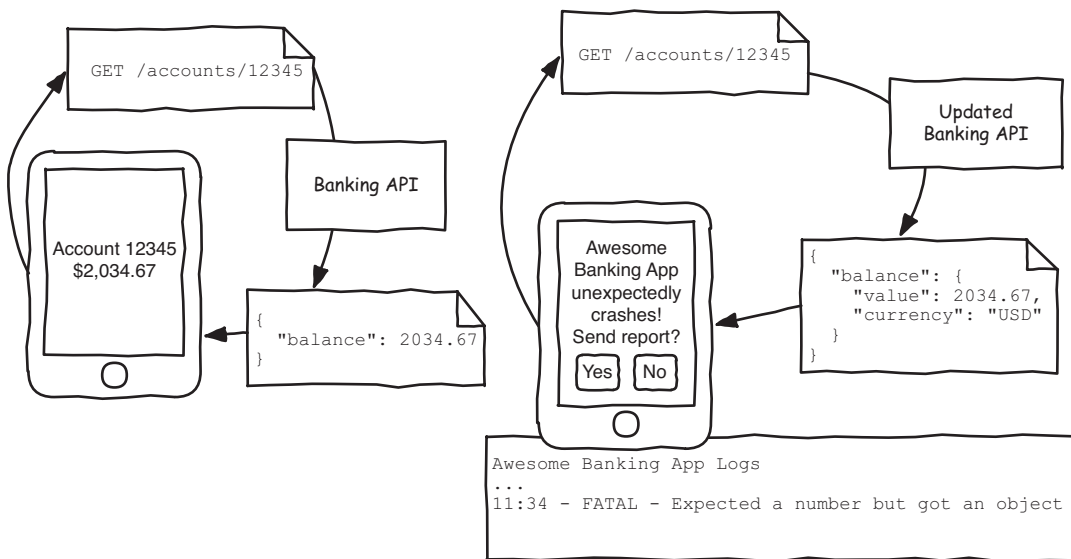 GET /accounts/12345
Banking API
Account 12345
$2,034.67
{
  "balance": 2034.67
}
GET /accounts/12345
Updated
Banking API
Awesome
Banking App
unexpectedly
crashes!
Send report?
Yes No
{
  "balance": {
    "value": 2034.67,
    "currency": "USD"
  }
}
Awesome Banking App Logs
...
11:34 - FATAL - Expected a number but got an object